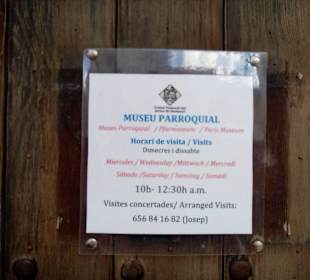 MUSEU PARROQUIAL
Museo Parroquial / Pfarrmuseum / Paris Museum
Horari de visita / Visits
Dimecres i dissabte
Miércoles / Wednesday /Mittwoch / Mercredi
Sábado /Saturday / Samstag / Samedi
10h- 12:30h a.m.
Visites concertades/ Arranged Visits:
656 84 16 82 (Josep)